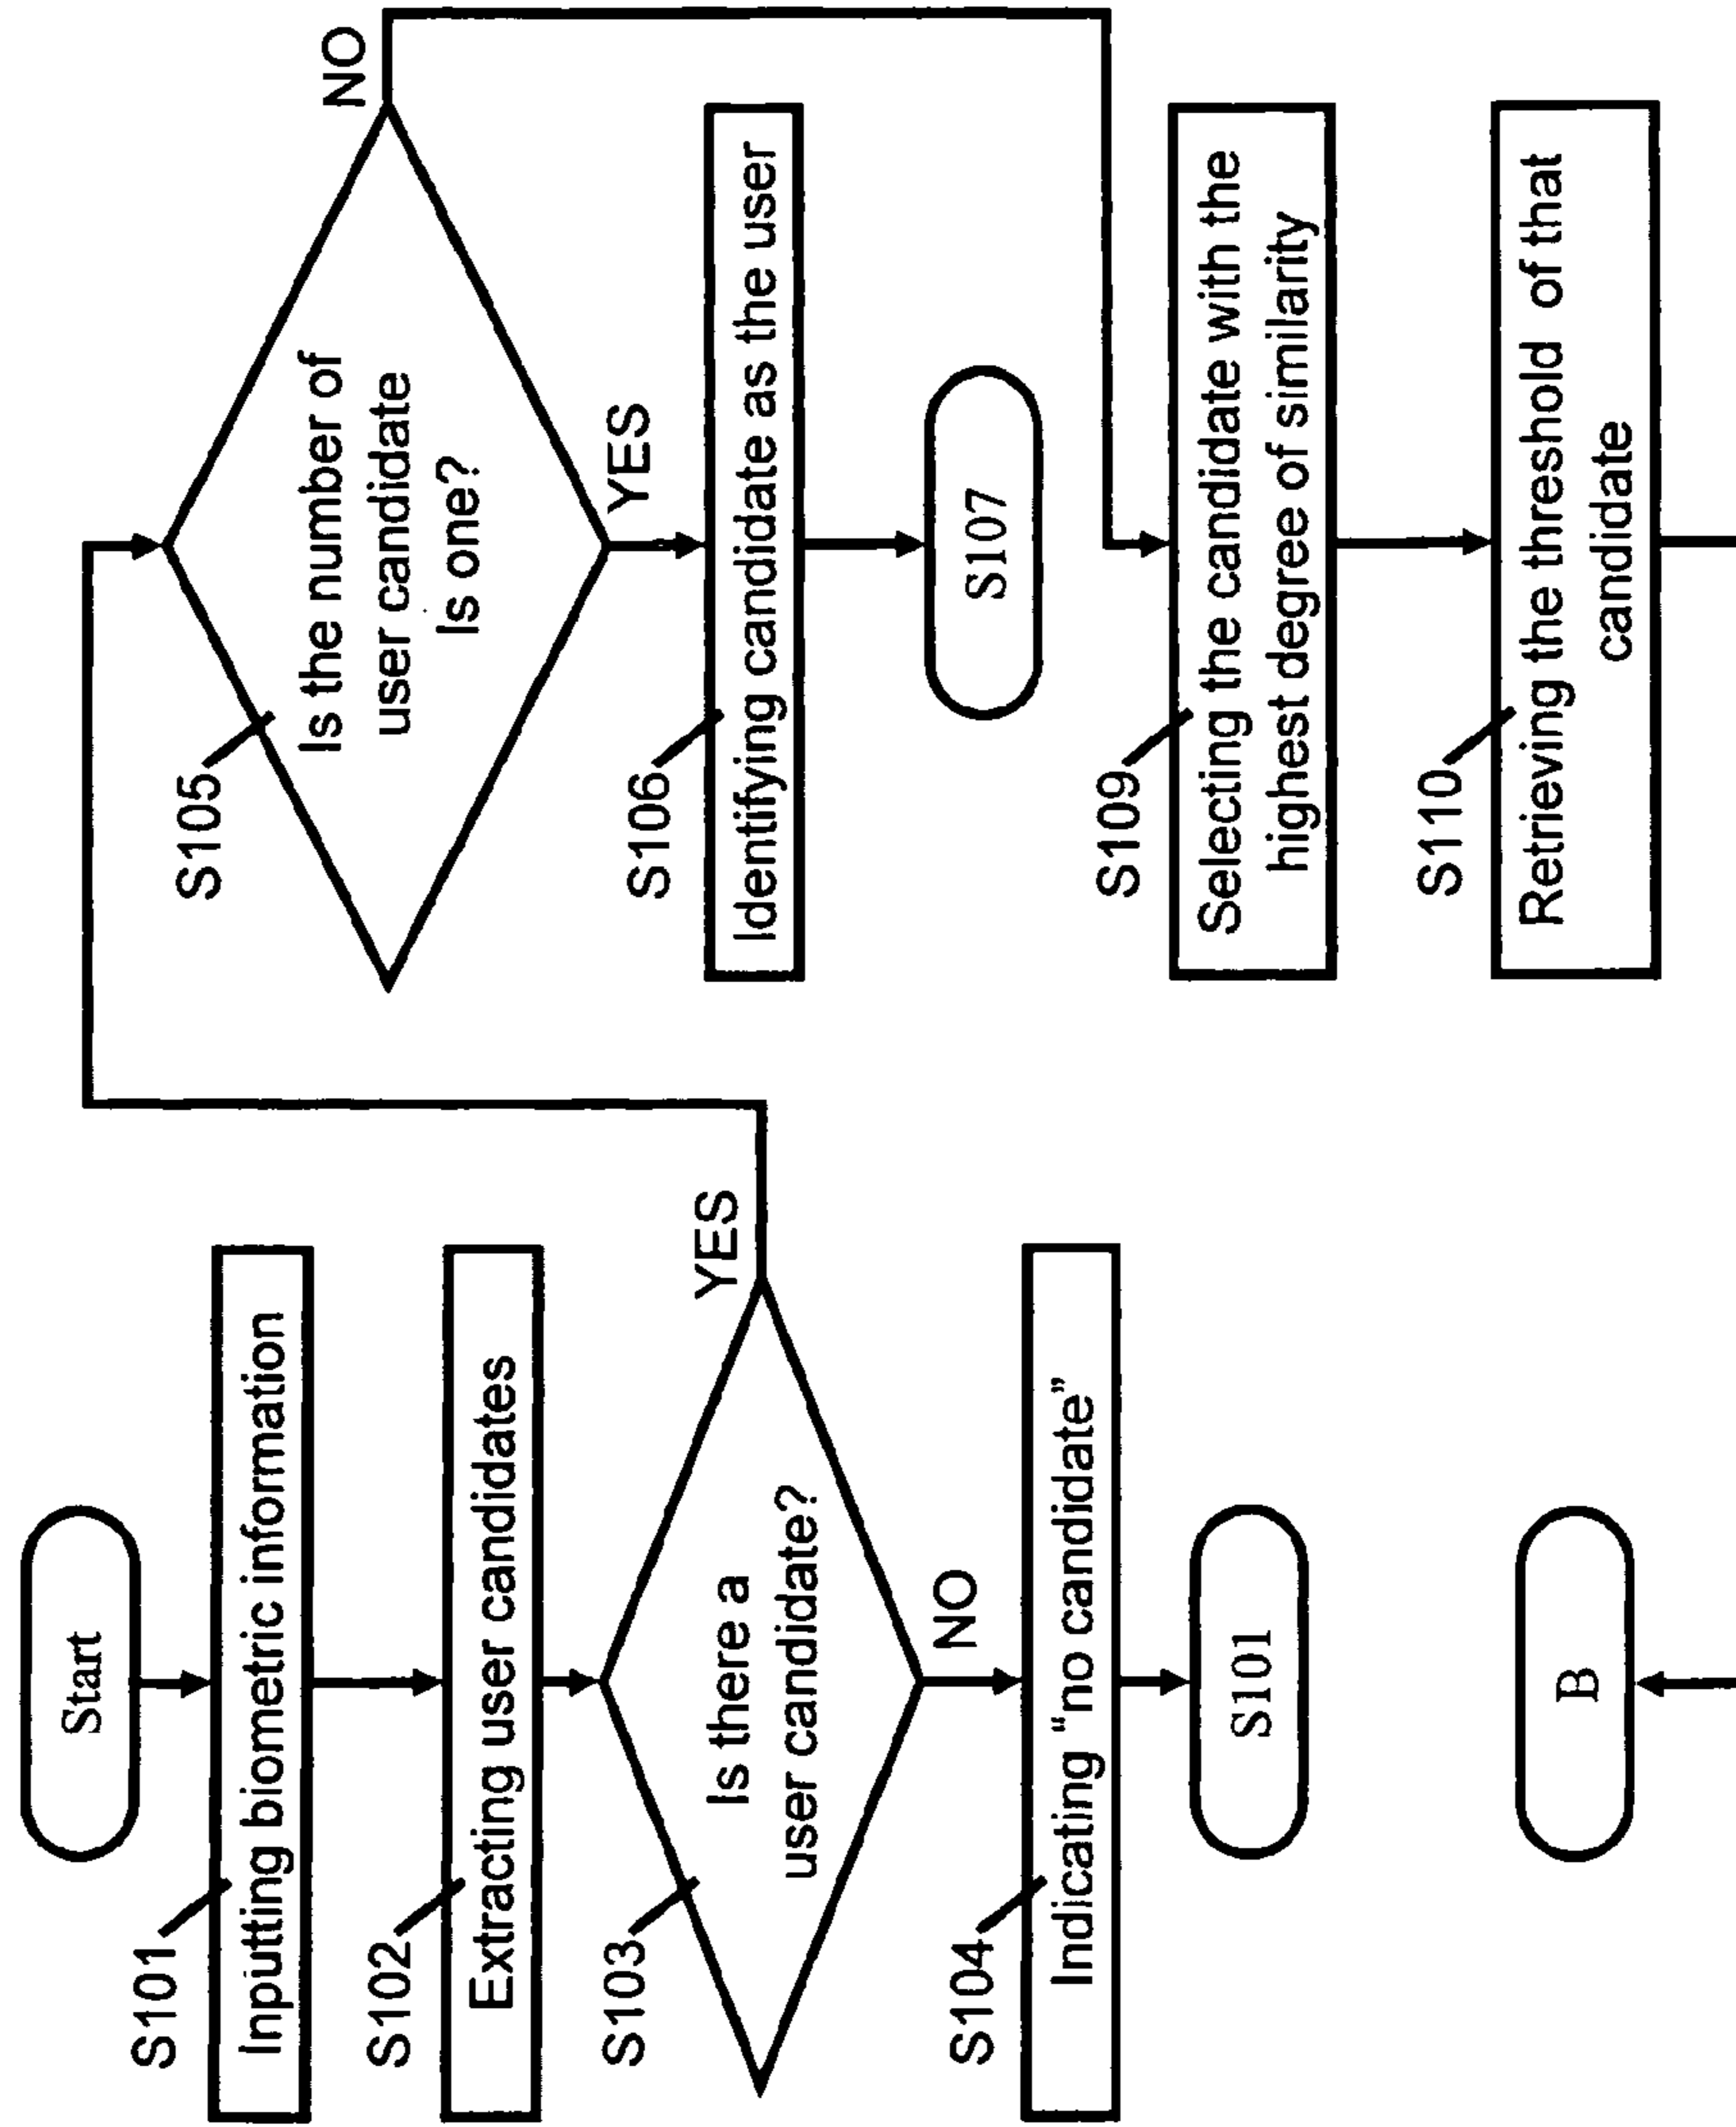 Start
S101
Inputting biometric information
S102
Extracting user candidates
S103
Is there a
user candidate?
YES
NO
S104
Indicating "no candidate"
S101
B
S105
Is the number of
user candidate
Is one?
NO
YES
S106
Identifying candidate as the user
S107
S109
Selecting the candidate with the
highest degree of similarity
S110
Retrieving the threshold of that
candidate